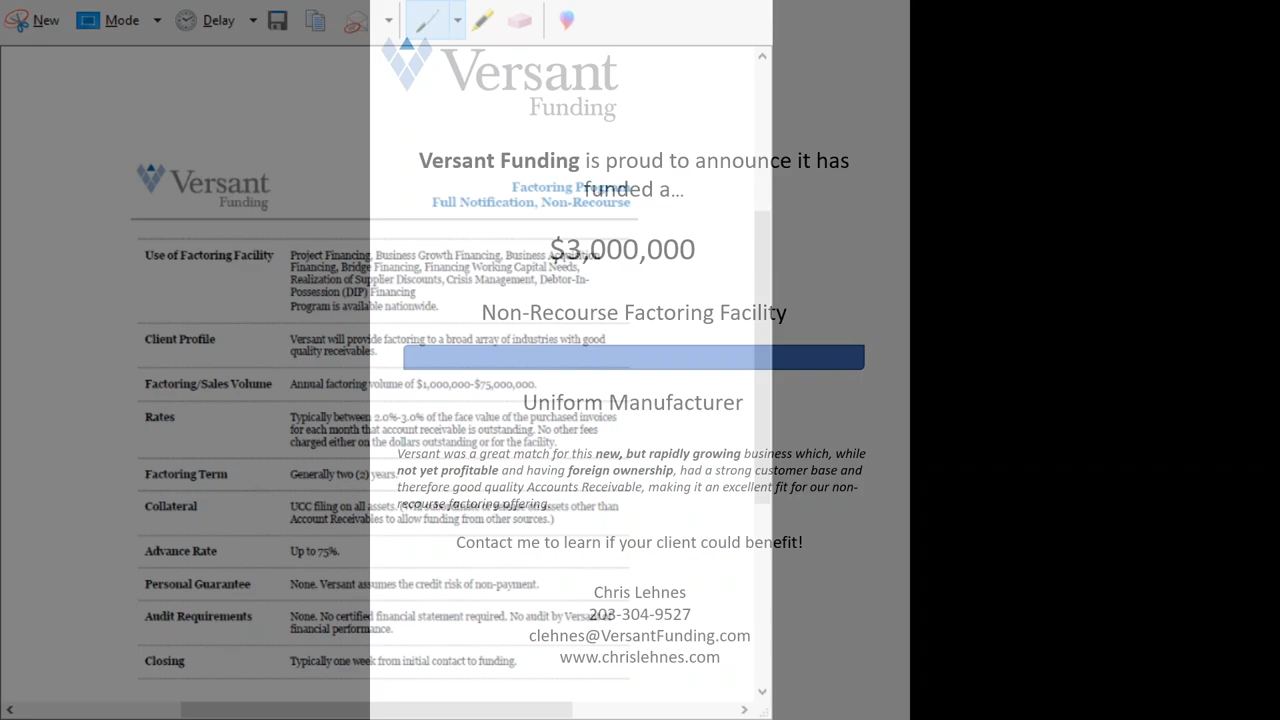 New Mode Delay
Versant
Funding
Versant Funding is proud to announce it has
funded a...
$3,000,000
Non-Recourse Factoring Facility
Uniform Manufacturer
Versant was a great match for this new, but rapidly growing business which, while
not yet profitable and having foreign ownership, had a strong customer base and
therefore good quality Accounts Receivable, making it an excellent fit for our non-
recourse factoring offering.
Contact me to learn if your client could benefit!
Chris Lehnes
203-304-9527
clehnes@VersantFunding.com
www.chrislehnes.com
Versant
Funding
Factoring Program
Full Notification, Non-Recourse
Use of Factoring Facility Project Financing, Business Growth Financing, Business Acquisition
Financing, Bridge Financing, Financing Working Capital Needs,
Realization of Supplier Discounts, Crisis Management, Debtor-In-
Possession (DIP) Financing
Program is available nationwide.
Client Profile Versant will provide factoring to a broad array of industries with good
quality receivables.
Factoring/Sales Volume Annual factoring volume of $1,000,000-$75,000,000.
Rates Typically between 2.0%-3.0% of the face value of the purchased invoices
for each month that account receivable is outstanding. No other fees
charged either on the dollars outstanding or for the facility.
Factoring Term Generally two (2) years.
Collateral UCC filing on all assets. assets other than
Account Receivables to allow funding from other sources.)
Advance Rate Up to 75%.
Personal Guarantee None. Versant assumes the credit risk of non-payment.
Audit Requirements None. No certified financial statement required. No audit by Versant of
financial performance.
Closing Typically one week from initial contact to funding.